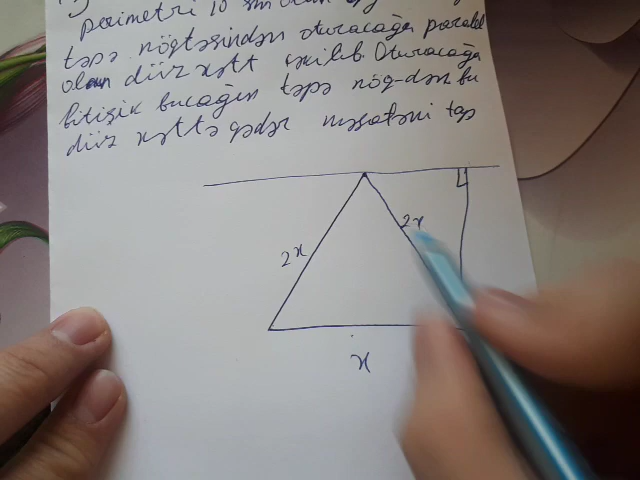 perimetri 10 sm olan
təpə nöqtəsindən oturacağa paralel
olan düz xətt çəkilib. Oturacağa
bitişik bucağın təpə nöq-dən bu
düz xəttə qədər məsafəni tap
2x
2x
x